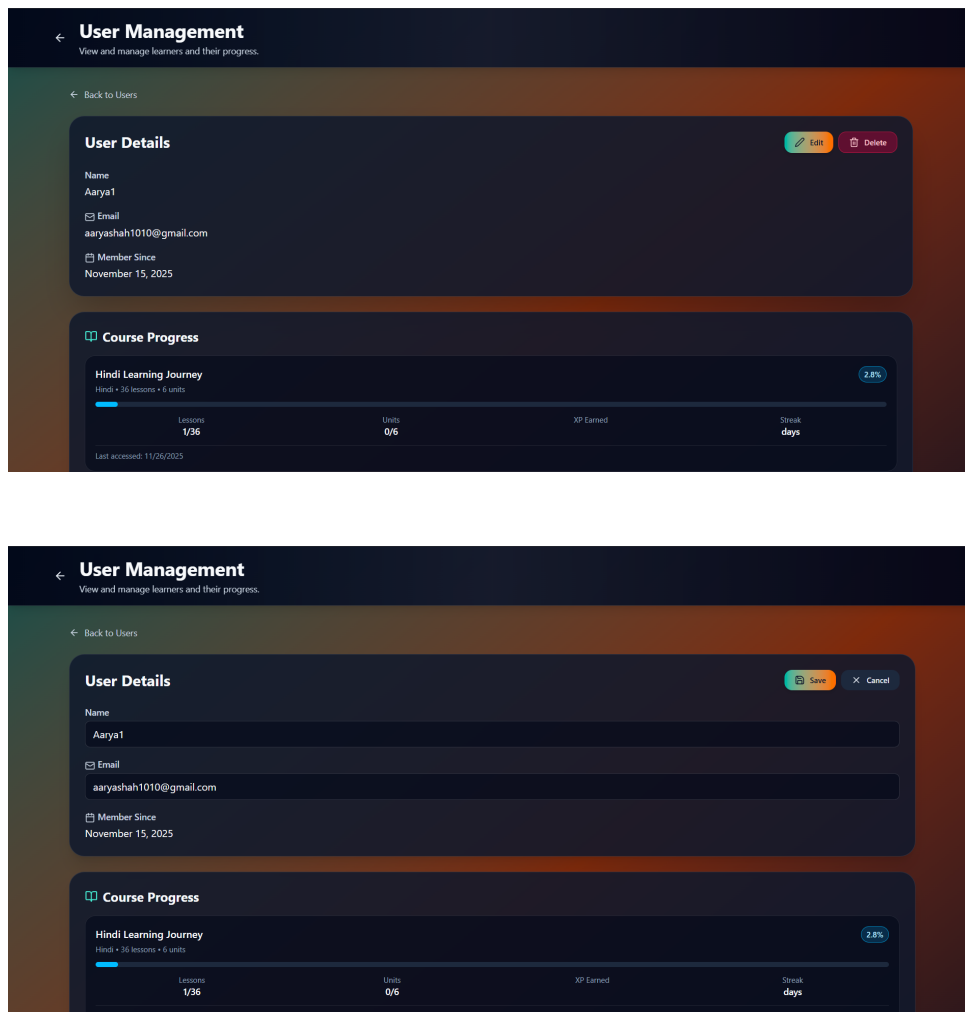 User Management
View and manage learners and their progress.
Back to Users
User Details
Edit
Delete
Name
Aarya1
Email
aaryashah1010@gmail.com
Member Since
November 15, 2025
Course Progress
Hindi Learning Journey
2.8%
Hindi • 36 lessons • 6 units
Lessons
1/36
Units
0/6
XP Earned
Streak
days
Last accessed: 11/26/2025
User Management
View and manage learners and their progress.
Back to Users
User Details
Save
Cancel
Name
Aarya1
Email
aaryashah1010@gmail.com
Member Since
November 15, 2025
Course Progress
Hindi Learning Journey
2.8%
Hindi • 36 lessons • 6 units
Lessons
1/36
Units
0/6
XP Earned
Streak
days